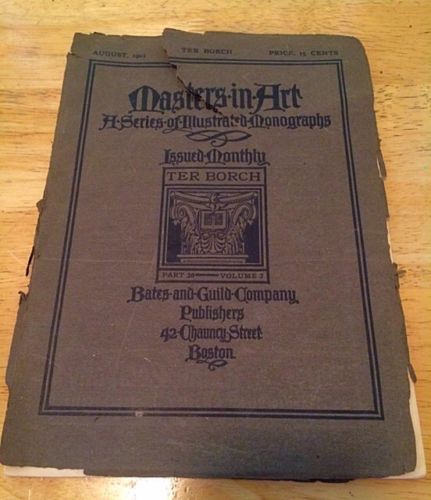 AUGUST, 1902 TER BORCH PRICE, 15 CENTS
Masters·in·Art
A·Series·of·Illustrated·Monographs
Issued·Monthly
TER BORCH
PART 20 VOLUME 2
Bates·and·Guild·Company
Publishers
42·Chauncy·Street
Boston